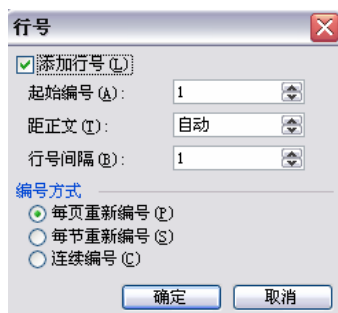 行号
添加行号(L)
起始编号(A): 1
距正文(T): 自动
行号间隔(B): 1
编号方式
每页重新编号(P)
每节重新编号(S)
连续编号(C)
确定 取消